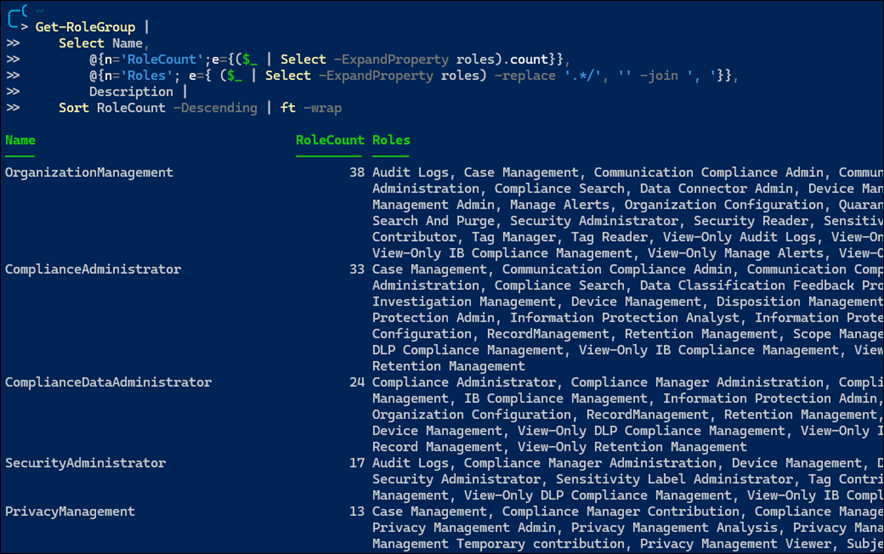 ~
> Get-RoleGroup |
>> Select Name,
>> @{n='RoleCount';e={($_ | Select -ExpandProperty roles).count}},
>> @{n='Roles'; e={ ($_ | Select -ExpandProperty roles) -replace '.*/', '' -join ', '}},
>> Description |
>> Sort RoleCount -Descending | ft -wrap
Name RoleCount Roles
OrganizationManagement 38 Audit Logs, Case Management, Communication Compliance Admin, Commun
Administration, Compliance Search, Data Connector Admin, Device Man
Management Admin, Manage Alerts, Organization Configuration, Quaran
Search And Purge, Security Administrator, Security Reader, Sensitiv
Contributor, Tag Manager, Tag Reader, View-Only Audit Logs, View-On
View-Only IB Compliance Management, View-Only Manage Alerts, View-O
ComplianceAdministrator 33 Case Management, Communication Compliance Admin, Communication Comp
Administration, Compliance Search, Data Classification Feedback Pro
Investigation Management, Device Management, Disposition Management
Protection Admin, Information Protection Analyst, Information Prote
Configuration, RecordManagement, Retention Management, Scope Manage
DLP Compliance Management, View-Only IB Compliance Management, View
Retention Management
ComplianceDataAdministrator 24 Compliance Administrator, Compliance Manager Administration, Compli
Management, IB Compliance Management, Information Protection Admin,
Organization Configuration, RecordManagement, Retention Management,
Device Management, View-Only DLP Compliance Management, View-Only I
Record Management, View-Only Retention Management
SecurityAdministrator 17 Audit Logs, Compliance Manager Administration, Device Management, D
Security Administrator, Sensitivity Label Administrator, Tag Contri
Management, View-Only DLP Compliance Management, View-Only IB Compl
PrivacyManagement 13 Case Management, Compliance Manager Contribution, Compliance Manage
Privacy Management Admin, Privacy Management Analysis, Privacy Mana
Management Temporary contribution, Privacy Management Viewer, Subje